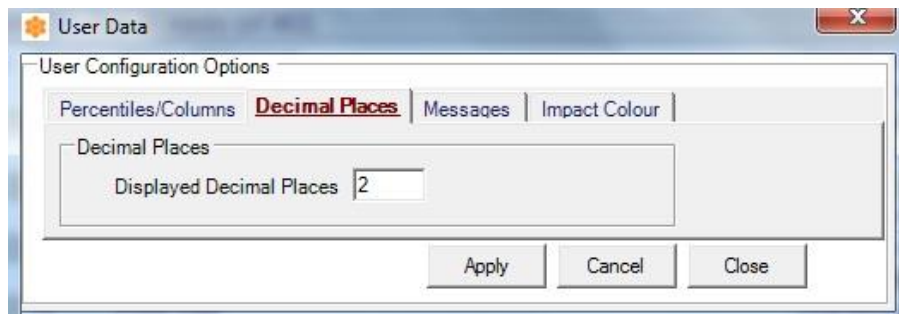 User Data
User Configuration Options
Percentiles/Columns Decimal Places Messages Impact Colour
Decimal Places
Displayed Decimal Places 2
Apply Cancel Close